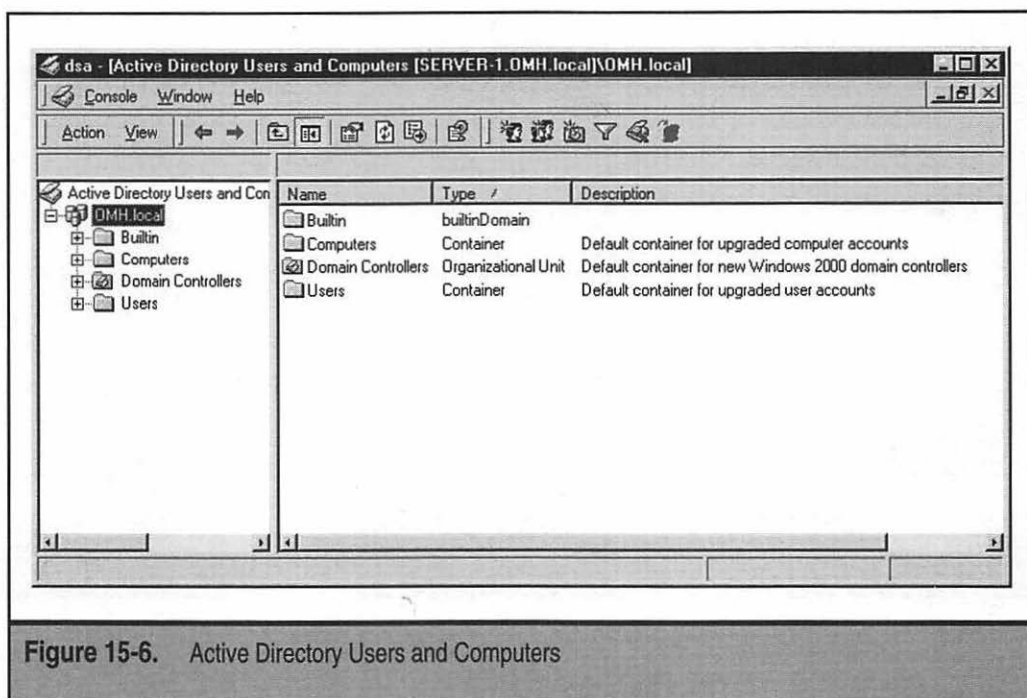 dsa - [Active Directory Users and Computers [SERVER-1.OMH.local]\OMH.local]
Console Window Help
Action View
Active Directory Users and Con
OMH.local
Builtin
Computers
Domain Controllers
Users
Name Type Description
Builtin builtinDomain
Computers Container Default container for upgraded computer accounts
Domain Controllers Organizational Unit Default container for new Windows 2000 domain controllers
Users Container Default container for upgraded user accounts
Figure 15-6. Active Directory Users and Computers